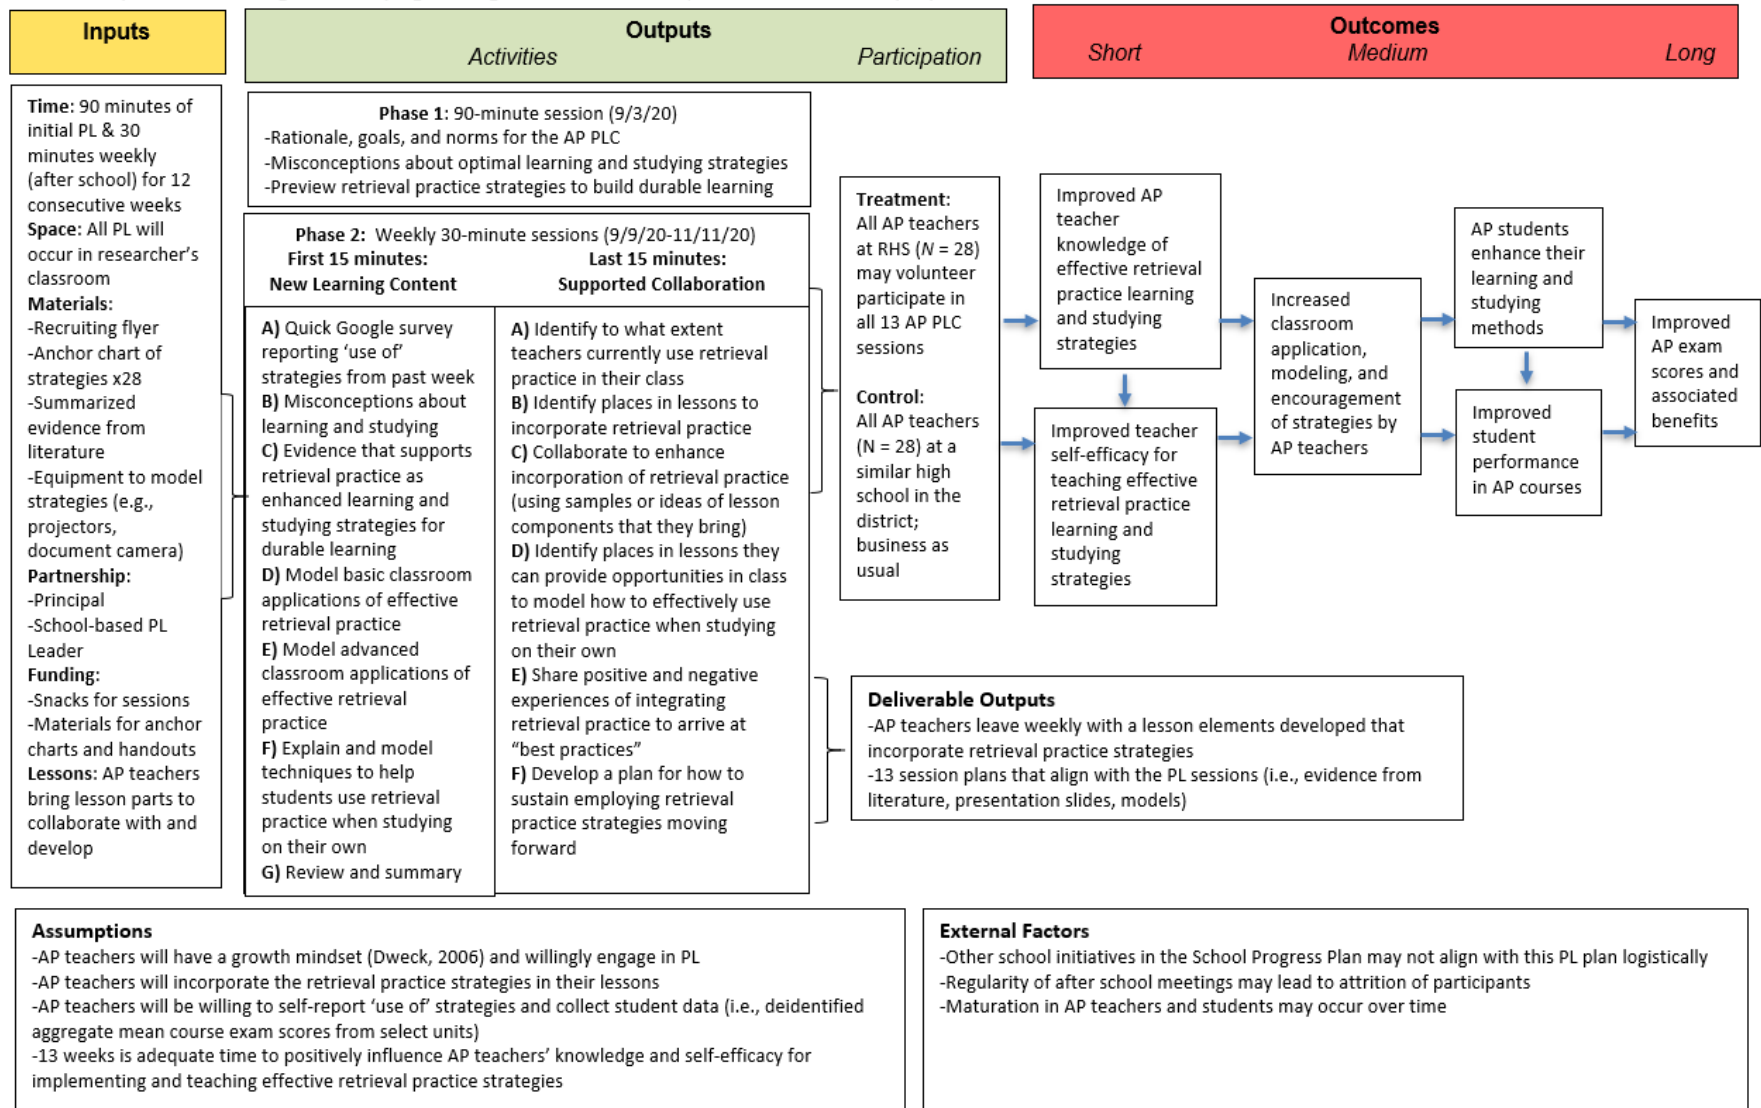 Inputs
Outputs
Activities
Participation
Outcomes
Short
Medium
Long
Time: 90 minutes of
initial PL & 30
minutes weekly
(after school) for 12
consecutive weeks
Space: All PL will
occur in researcher's
classroom
Materials:
-Recruiting flyer
-Anchor chart of
strategies x28
-Summarized
evidence from
literature
-Equipment to model
strategies (e.g.,
projectors,
document camera)
Partnership:
-Principal
-School-based PL
Leader
Funding:
-Snacks for sessions
-Materials for anchor
charts and handouts
Lessons: AP teachers
bring lesson parts to
collaborate with and
develop
Phase 1: 90-minute session (9/3/20)
-Rationale, goals, and norms for the AP PLC
-Misconceptions about optimal learning and studying strategies
-Preview retrieval practice strategies to build durable learning
Phase 2: Weekly 30-minute sessions (9/9/20-11/11/20)
First 15 minutes:
New Learning Content
Last 15 minutes:
Supported Collaboration
A) Quick Google survey
reporting 'use of'
strategies from past week
B) Misconceptions about
learning and studying
C) Evidence that supports
retrieval practice as
enhanced learning and
studying strategies for
durable learning
D) Model basic classroom
applications of effective
retrieval practice
E) Model advanced
classroom applications of
effective retrieval
practice
F) Explain and model
techniques to help
students use retrieval
practice when studying
on their own
G) Review and summary
A) Identify to what extent
teachers currently use retrieval
practice in their class
B) Identify places in lessons to
incorporate retrieval practice
C) Collaborate to enhance
incorporation of retrieval practice
(using samples or ideas of lesson
components that they bring)
D) Identify places in lessons they
can provide opportunities in class
to model how to effectively use
retrieval practice when studying
on their own
E) Share positive and negative
experiences of integrating
retrieval practice to arrive at
"best practices"
F) Develop a plan for how to
sustain employing retrieval
practice strategies moving
forward
Treatment:
All AP teachers
at RHS (N = 28)
may volunteer
participate in
all 13 AP PLC
sessions
Control:
All AP teachers
(N = 28) at a
similar high
school in the
district;
business as
usual
Improved AP
teacher
knowledge of
effective retrieval
practice learning
and studying
strategies
Improved teacher
self-efficacy for
teaching effective
retrieval practice
learning and
studying
strategies
Increased
classroom
application,
modeling, and
encouragement
of strategies by
AP teachers
AP students
enhance their
learning and
studying
methods
Improved
student
performance
in AP courses
Improved
AP exam
scores and
associated
benefits
Deliverable Outputs
-AP teachers leave weekly with a lesson elements developed that
incorporate retrieval practice strategies
-13 session plans that align with the PL sessions (i.e., evidence from
literature, presentation slides, models)
Assumptions
-AP teachers will have a growth mindset (Dweck, 2006) and willingly engage in PL
-AP teachers will incorporate the retrieval practice strategies in their lessons
-AP teachers will be willing to self-report 'use of' strategies and collect student data (i.e., deidentified
aggregate mean course exam scores from select units)
-13 weeks is adequate time to positively influence AP teachers' knowledge and self-efficacy for
implementing and teaching effective retrieval practice strategies
External Factors
-Other school initiatives in the School Progress Plan may not align with this PL plan logistically
-Regularity of after school meetings may lead to attrition of participants
-Maturation in AP teachers and students may occur over time